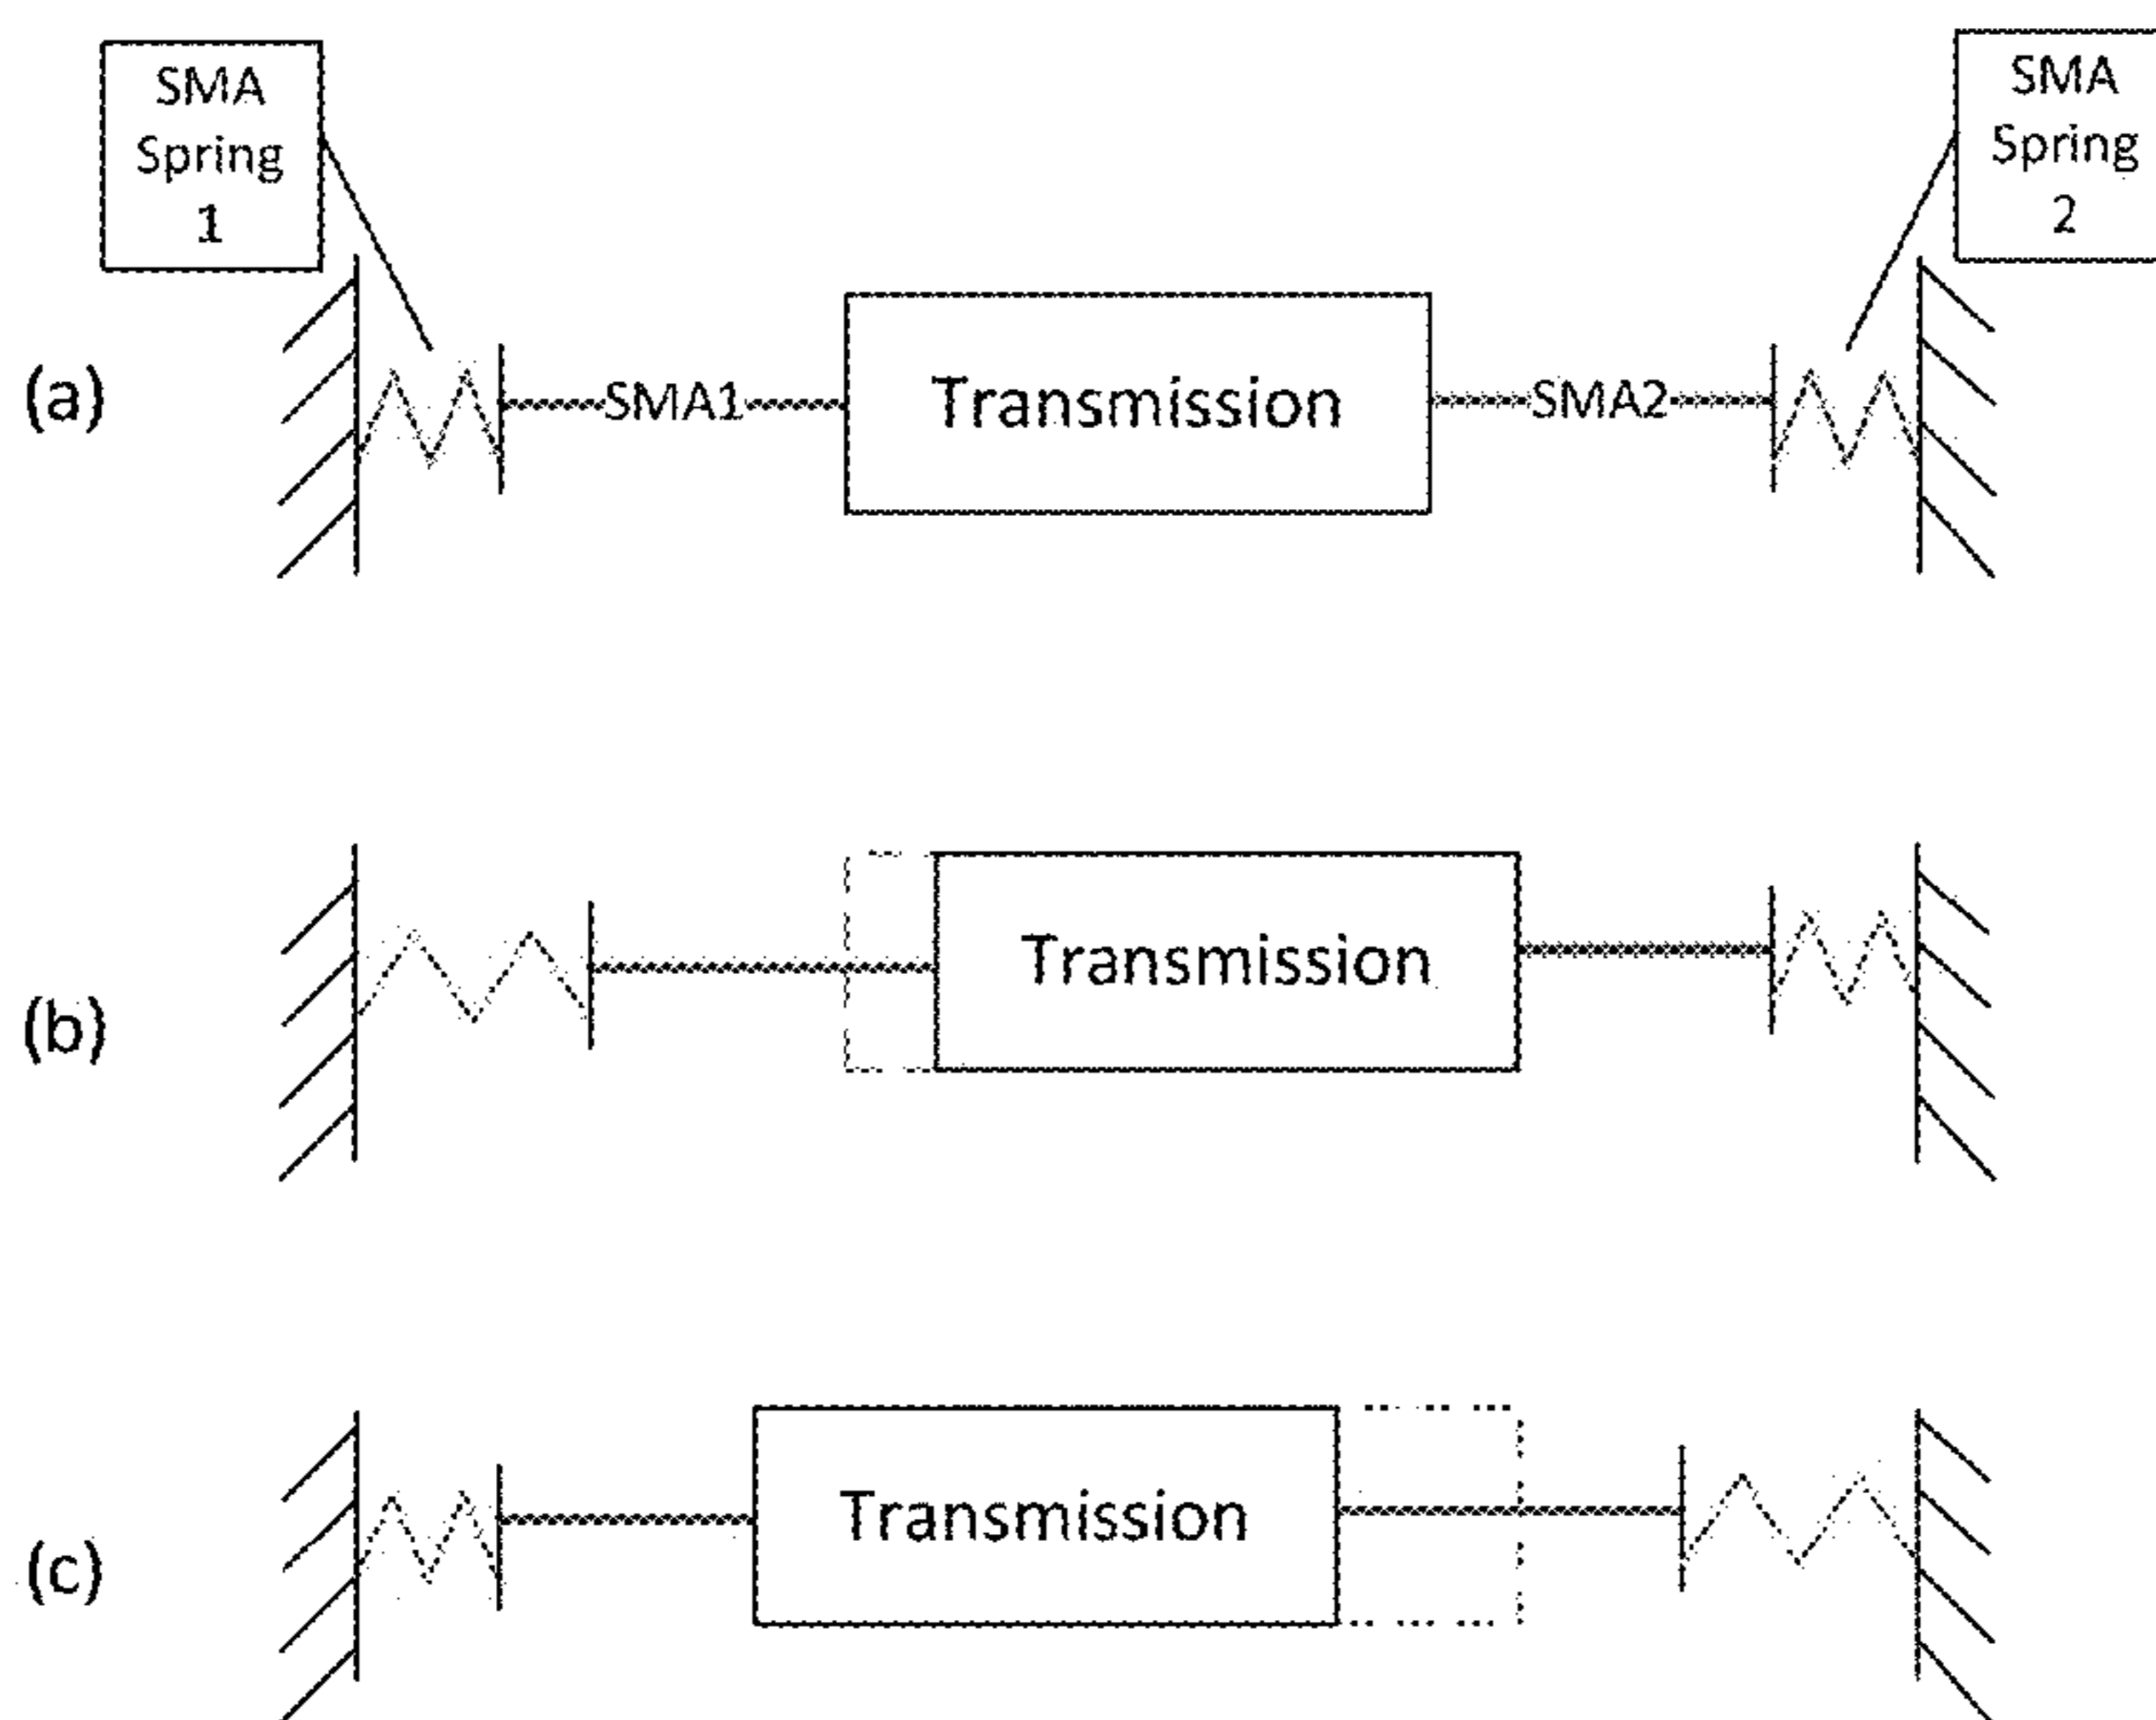 SMA
Spring
1
SMA
Spring
2
(a)
SMA1
Transmission
SMA2
(b)
Transmission
(c)
Transmission